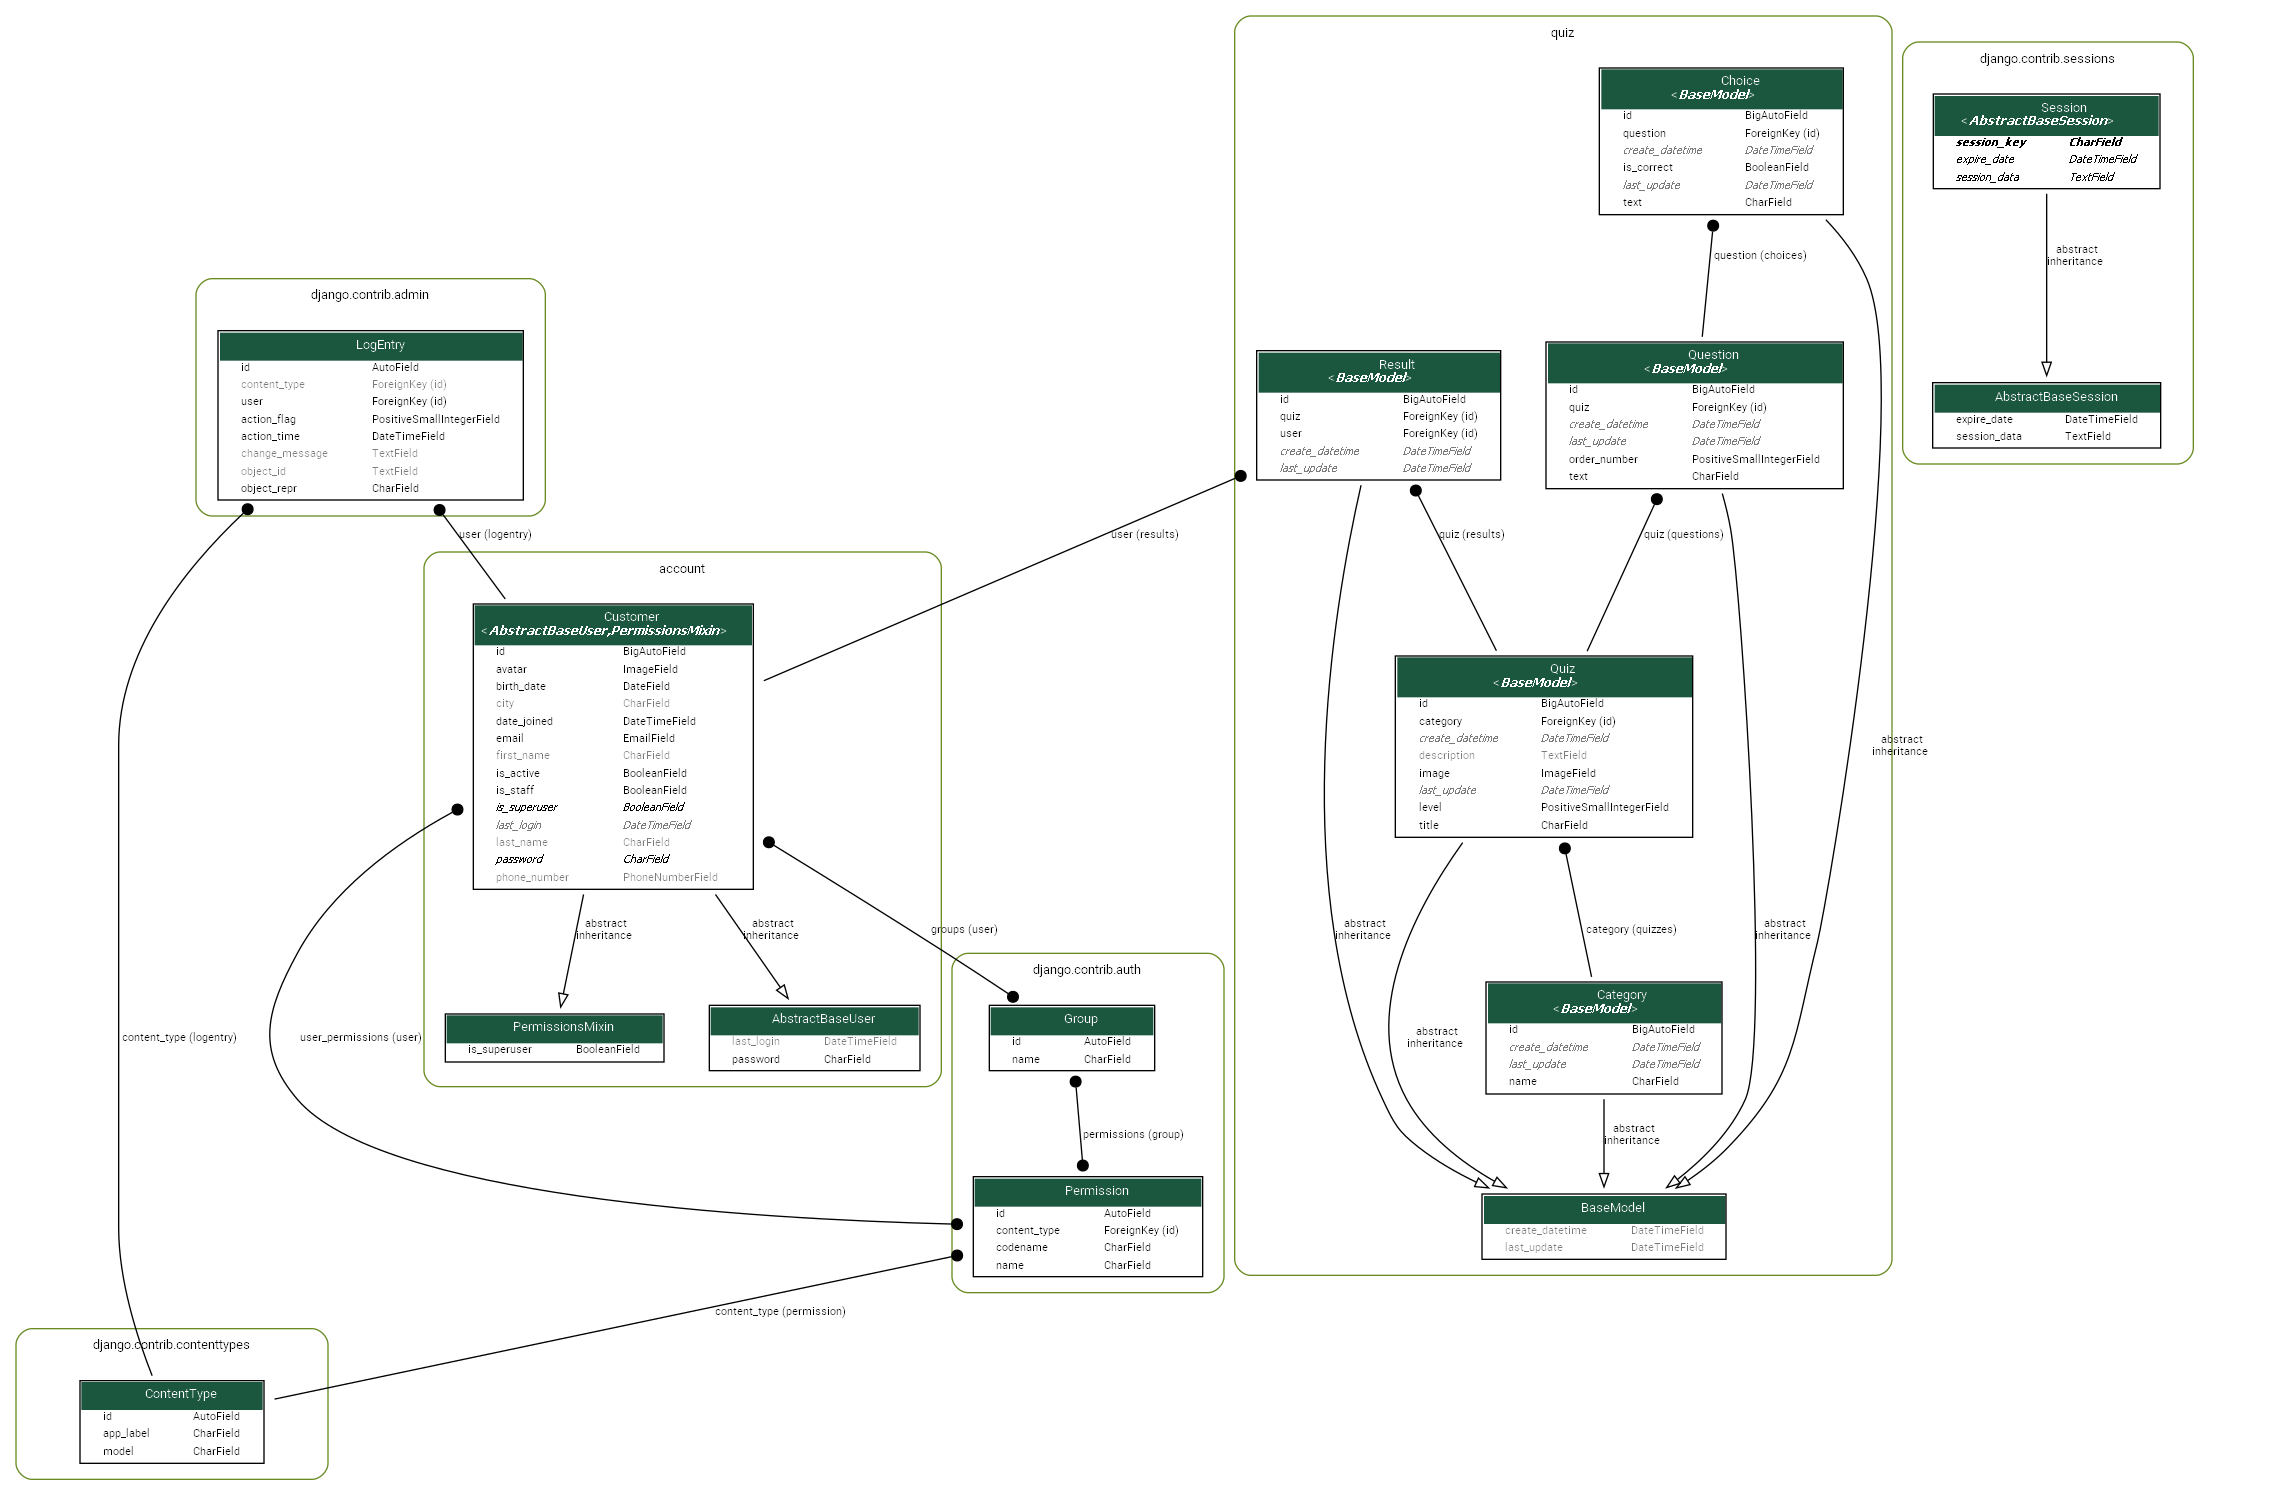 quiz
Choice
<BaseModel>
id BigAutoField
question ForeignKey (id)
create_datetime DateTimeField
is_correct BooleanField
last_update DateTimeField
text CharField
django.contrib.sessions
Session
<AbstractBaseSession>
session_key CharField
expire_date DateTimeField
session_data TextField
abstract
inheritance
question (choices)
django.contrib.admin
LogEntry
id AutoField
content_type ForeignKey (id)
user ForeignKey (id)
action_flag PositiveSmallIntegerField
action_time DateTimeField
change_message TextField
object_id TextField
object_repr CharField
Result
<BaseModel>
id BigAutoField
quiz ForeignKey (id)
user ForeignKey (id)
create_datetime DateTimeField
last_update DateTimeField
Question
<BaseModel>
id BigAutoField
quiz ForeignKey (id)
create_datetime DateTimeField
last_update DateTimeField
order_number PositiveSmallIntegerField
text CharField
AbstractBaseSession
expire_date DateTimeField
session_data TextField
user (logentry)
user (results)
quiz (results)
quiz (questions)
account
Customer
<AbstractBaseUser,PermissionsMixin>
id BigAutoField
avatar ImageField
birth_date DateField
city CharField
date_joined DateTimeField
email EmailField
first_name CharField
is_active BooleanField
is_staff BooleanField
is_superuser BooleanField
last_login DateTimeField
last_name CharField
password CharField
phone_number PhoneNumberField
Quiz
<BaseModel>
id BigAutoField
category ForeignKey (id)
create_datetime DateTimeField
description TextField
image ImageField
last_update DateTimeField
level PositiveSmallIntegerField
title CharField
abstract
inheritance
abstract
inheritance
abstract
inheritance
groups (user)
abstract
inheritance
category (quizzes)
abstract
inheritance
django.contrib.auth
PermissionsMixin
is_superuser BooleanField
AbstractBaseUser
last_login DateTimeField
password CharField
Group
id AutoField
name CharField
Category
<BaseModel>
id BigAutoField
create_datetime DateTimeField
last_update DateTimeField
name CharField
content_type (logentry)
user_permissions (user)
abstract
inheritance
permissions (group)
abstract
inheritance
Permission
id AutoField
content_type ForeignKey (id)
codename CharField
name CharField
BaseModel
create_datetime DateTimeField
last_update DateTimeField
content_type (permission)
django.contrib.contenttypes
ContentType
id AutoField
app_label CharField
model CharField